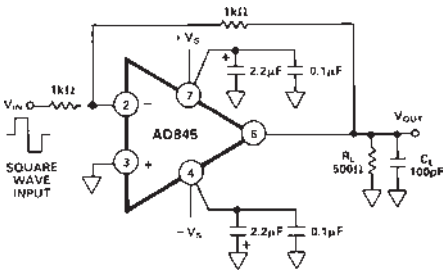 1kΩ
+VS
1kΩ
+
2.2µF
0.1µF
VIN
7
2
−
VOUT
AD845
6
SQUARE
WAVE
INPUT
3
+
4
RL
500Ω
CL
100pF
−VS
2.2µF
0.1µF
+